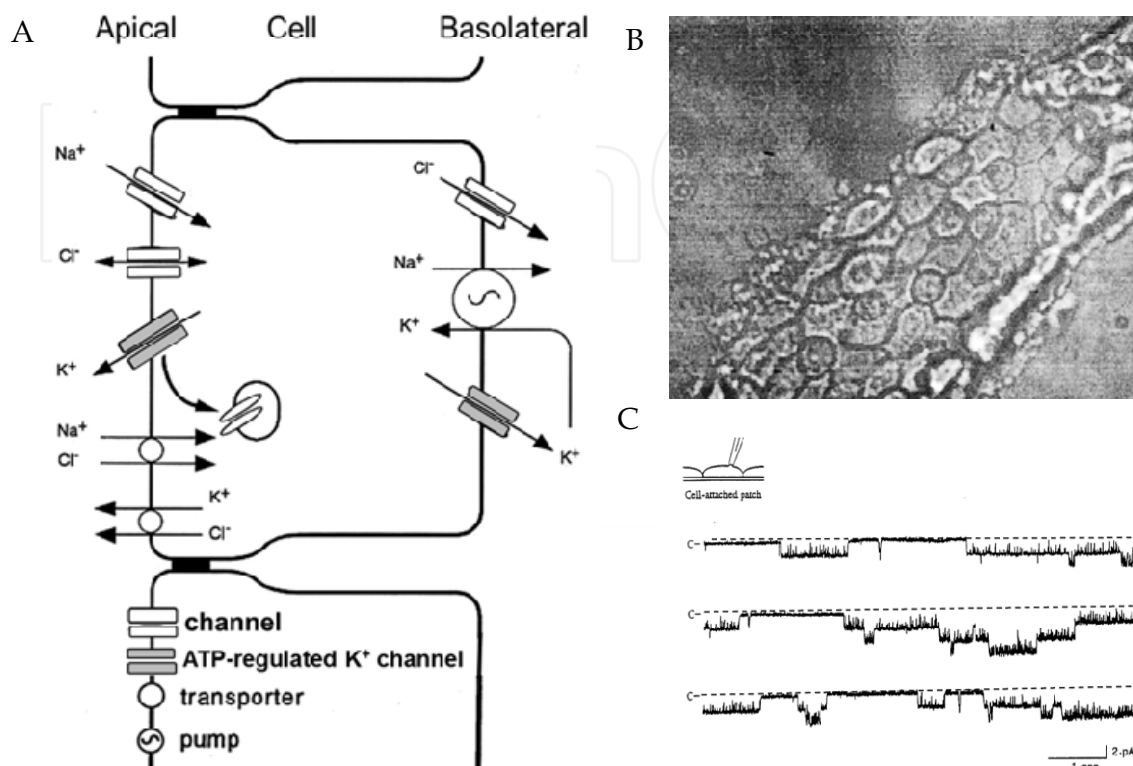 A
Apical Cell Basolateral
Na⁺
Cl⁻
K⁺
Na⁺
Cl⁻
K⁺
Cl⁻
Cl⁻
Na⁺
K⁺
K⁺
channel
ATP-regulated K⁺ channel
transporter
pump
B
C
Cell-attached patch
C
C
C
2.pA